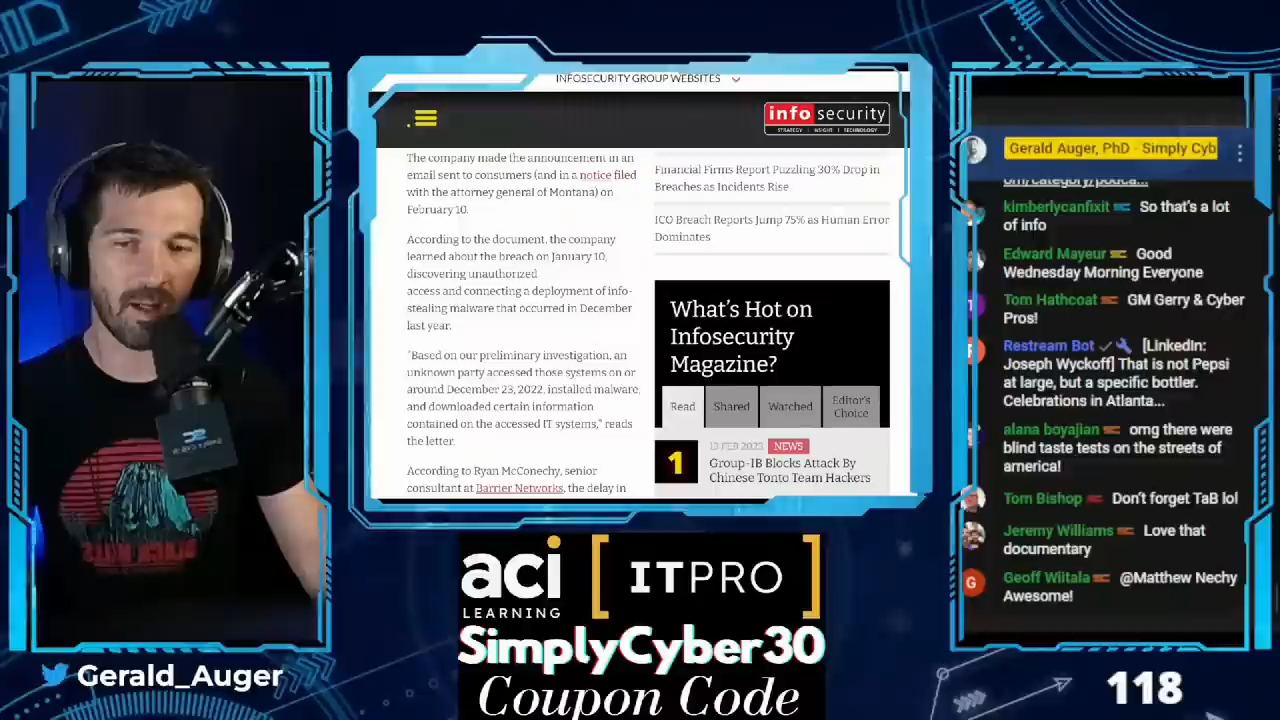 INFOSECURITY GROUP WEBSITES
info security
STRATEGY | INSIGHT | TECHNOLOGY
The company made the announcement in an
email sent to consumers (and in a notice filed
with the attorney general of Montana) on
February 10.
According to the document, the company
learned about the breach on January 10,
discovering unauthorized
access and connecting a deployment of info-
stealing malware that occurred in December
last year.
"Based on our preliminary investigation, an
unknown party accessed those systems on or
around December 23, 2022, installed malware,
and downloaded certain information
contained on the accessed IT systems," reads
the letter.
According to Ryan McConechy, senior
consultant at Barrier Networks, the delay in
Financial Firms Report Puzzling 30% Drop in
Breaches as Incidents Rise
ICO Breach Reports Jump 75% as Human Error
Dominates
What's Hot on
Infosecurity
Magazine?
Read
Shared
Watched
Editor's
Choice
1
13 FEB 2023 NEWS
Group-IB Blocks Attack By
Chinese Tonto Team Hackers
Gerald Auger, PhD - Simply Cyb
om/category/podca...
kimberlycanfixit So that's a lot
of info
Edward Mayeur Good
Wednesday Morning Everyone
Tom Hathcoat GM Gerry & Cyber
Pros!
Restream Bot [LinkedIn:
Joseph Wyckoff] That is not Pepsi
at large, but a specific bottler.
Celebrations in Atlanta...
alana boyajian omg there were
blind taste tests on the streets of
america!
Tom Bishop Don't forget TaB lol
Jeremy Williams Love that
documentary
G
Geoff Wiltala @Matthew Nechy
Awesome!
aci
LEARNING
[ITPRO]
SimplyCyber30
Coupon Code
Gerald_Auger
118